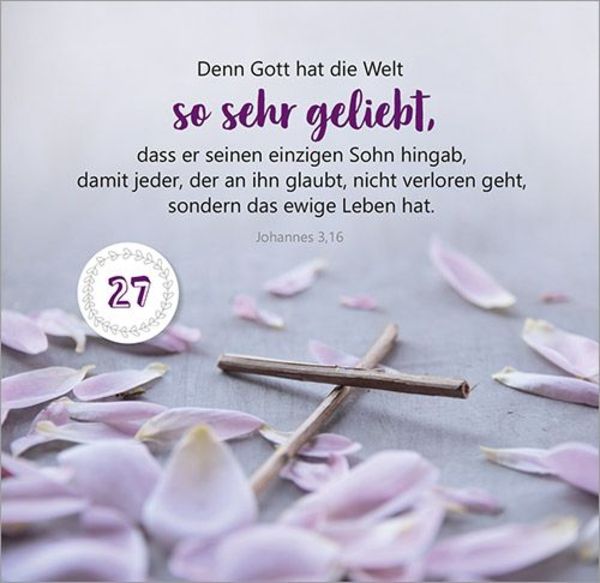 Denn Gott hat die Welt
so sehr geliebt,
dass er seinen einzigen Sohn hingab,
damit jeder, der an ihn glaubt, nicht verloren geht,
sondern das ewige Leben hat.
Johannes 3,16
27